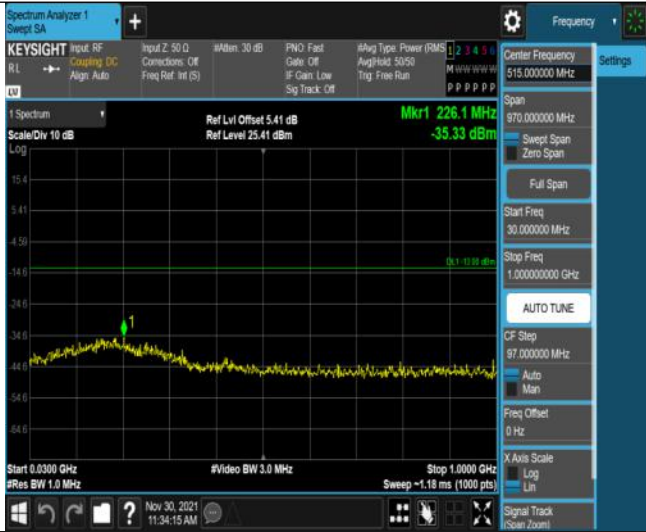 Spectrum Analyzer 1
Swept SA
Frequency
KEYSIGHT
RL
LV
Input: RF
Coupling: DC
Align: Auto
Input Z: 50 Ω
Corrections: Off
Freq Ref: Int (S)
#Atten: 30 dB
PNO: Fast
Gate: Off
IF Gain: Low
Sig Track: Off
#Avg Type: Power (RMS
Avg|Hold: 50/50
Trig: Free Run
1 2 3 4 5 6
M W W W W W
P P P P P P
1 Spectrum
Scale/Div 10 dB
Log
Ref Lvl Offset 5.41 dB
Ref Level 25.41 dBm
Mkr1 226.1 MHz
-35.33 dBm
15.4
5.41
-4.59
-14.6
-24.6
-34.6
-44.6
-54.6
-64.6
DL1 -13.00 dBm
1
Start 0.0300 GHz
#Res BW 1.0 MHz
#Video BW 3.0 MHz
Stop 1.0000 GHz
Sweep ~1.18 ms (1000 pts)
Nov 30, 2021
11:34:15 AM
Center Frequency
515.000000 MHz
Settings
Span
970.000000 MHz
Swept Span
Zero Span
Full Span
Start Freq
30.000000 MHz
Stop Freq
1.000000000 GHz
AUTO TUNE
CF Step
97.000000 MHz
Auto
Man
Freq Offset
0 Hz
X Axis Scale
Log
Lin
Signal Track
(Span Zoom)